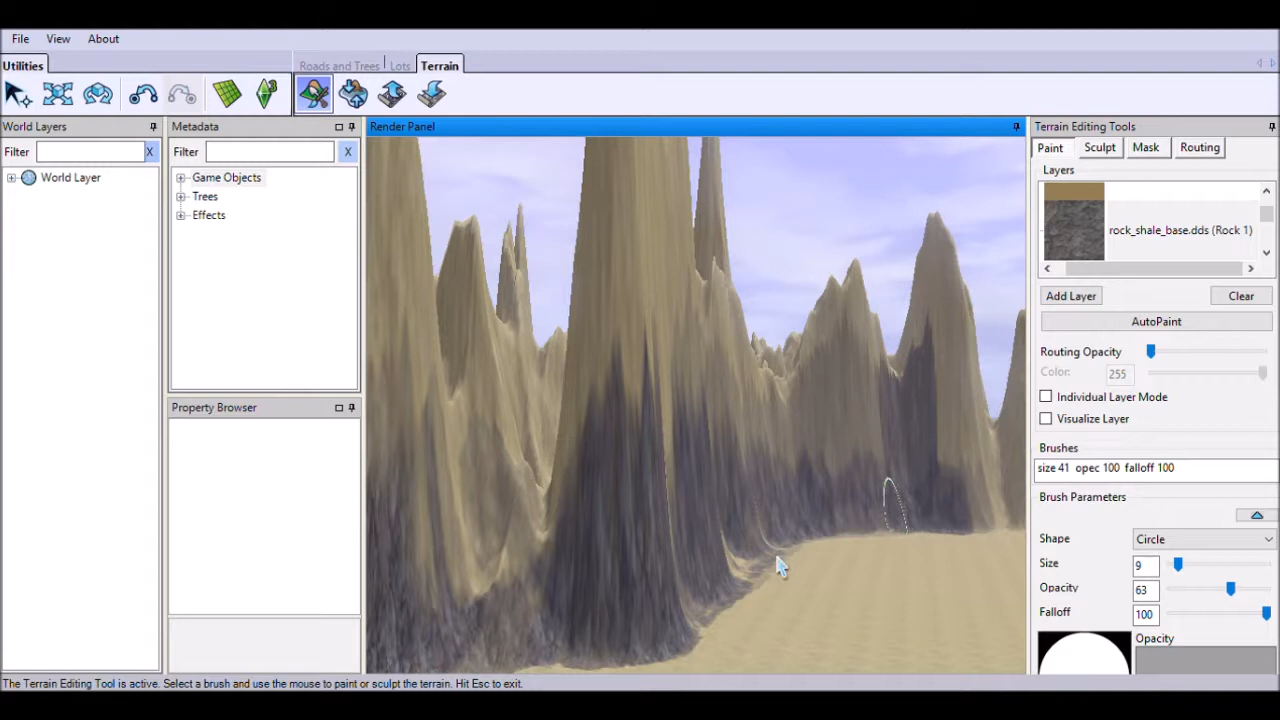 File View About
Utilities
Roads and Trees Lots Terrain
World Layers
Filter X
World Layer
Metadata
Filter X
Game Objects
Trees
Effects
Property Browser
Render Panel
Terrain Editing Tools
Paint Sculpt Mask Routing
Layers
rock_shale_base.dds (Rock 1)
Add Layer Clear
AutoPaint
Routing Opacity
Color: 255
Individual Layer Mode
Visualize Layer
Brushes
size 41 opec 100 falloff 100
Brush Parameters
Shape Circle
Size 9
Opacity 63
Falloff 100
Opacity
The Terrain Editing Tool is active. Select a brush and use the mouse to paint or sculpt the terrain. Hit Esc to exit.